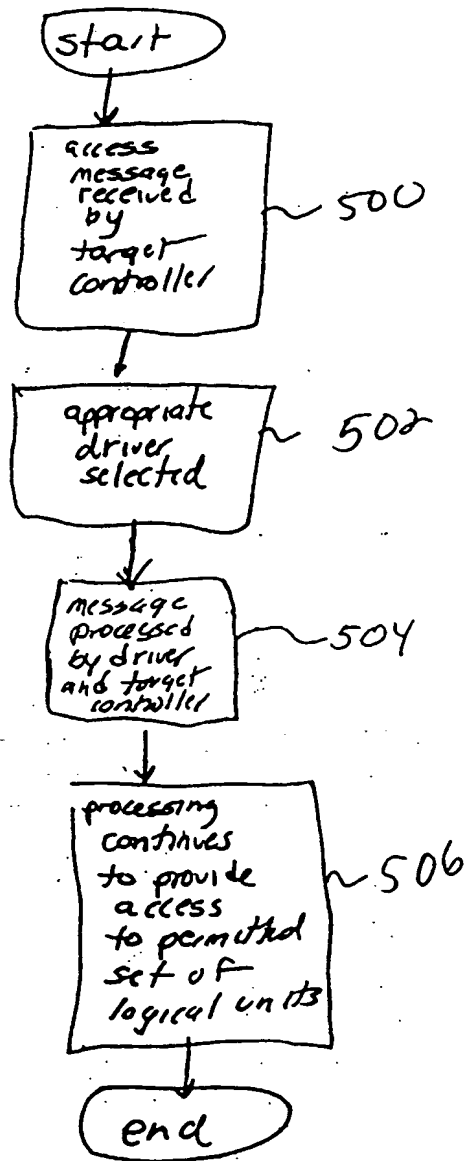 start
access
message
received
by
target
controller
500
appropriate
driver
selected
502
message
processed
by driver
and target
controller
504
processing
continues
to provide
access
to permitted
set of
logical units
506
end